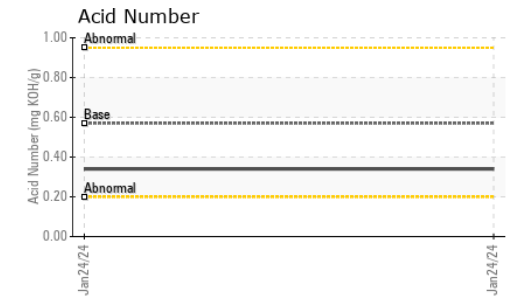 Acid Number
Acid Number (mg KOH/g)
1.00
Abnormal
0.80
0.60
Base
0.40
0.20
Abnormal
0.00
Jan24/24
Jan24/24